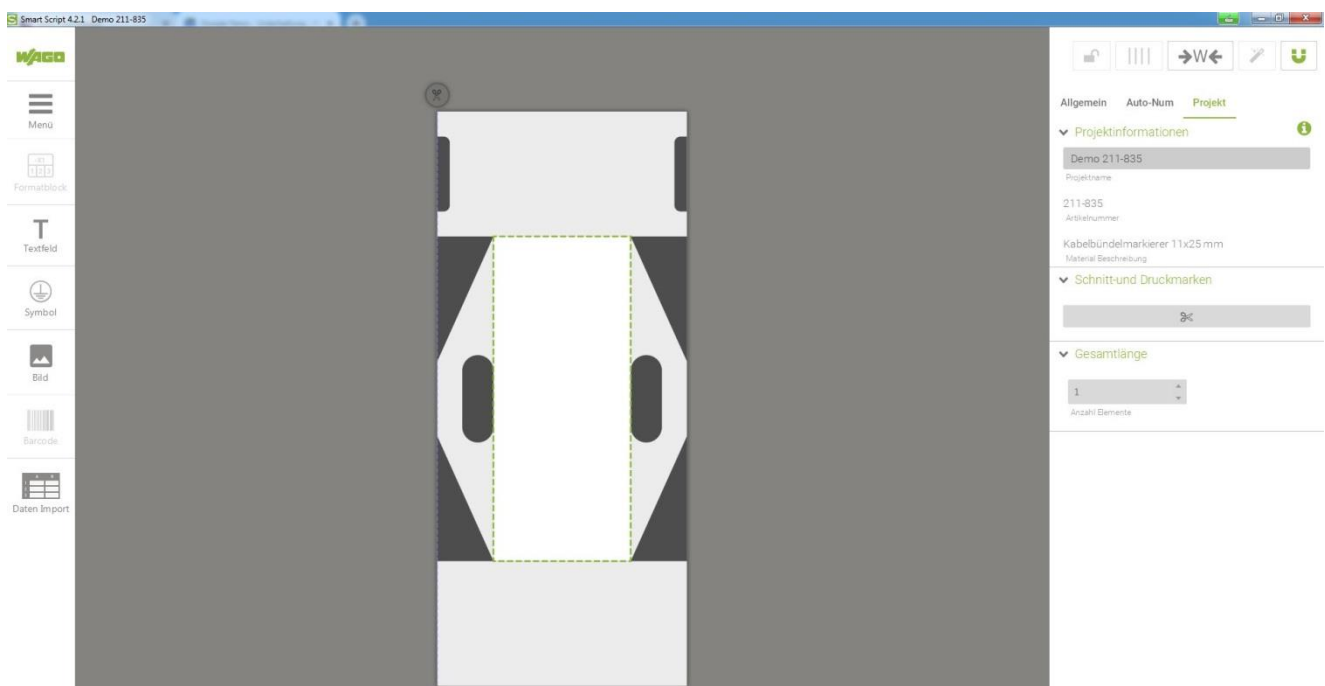 Smart Script 4.2.1 Demo 211-835
WAGO
Menü
Formatblock
Textfeld
Symbol
Bild
Barcode
Daten Import
W
Allgemein Auto-Num Projekt
Projektinformationen
Demo 211-835
Projektname
211-835
Artikelnummer
Kabelbündelmarkierer 11x25 mm
Material Beschreibung
Schnitt-und Druckmarken
Gesamtlänge
1
Anzahl Elemente